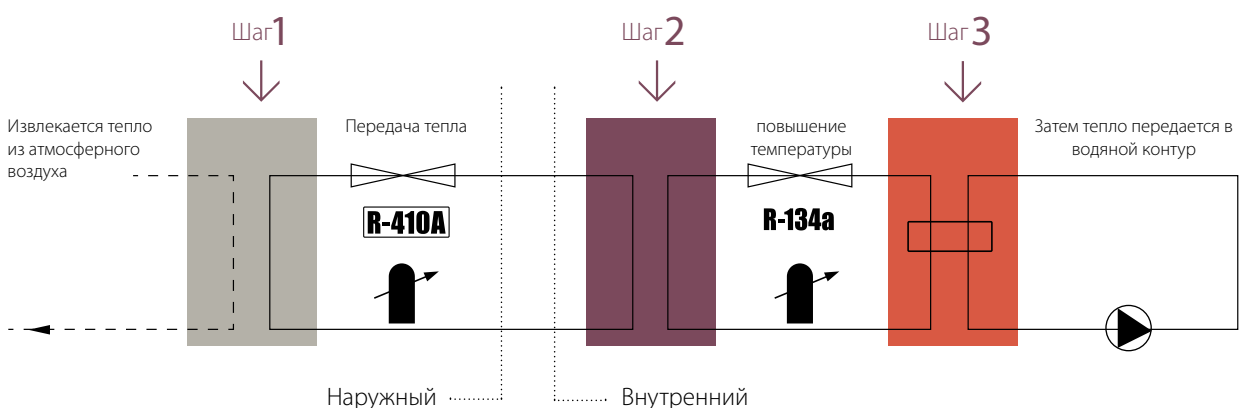 Шаг1
Шаг2
Шаг3
Извлекается тепло
из атмосферного
воздуха
Передача тепла
повышение
температуры
Затем тепло передается в
водяной контур
R-410A
R-134a
Наружный
Внутренний